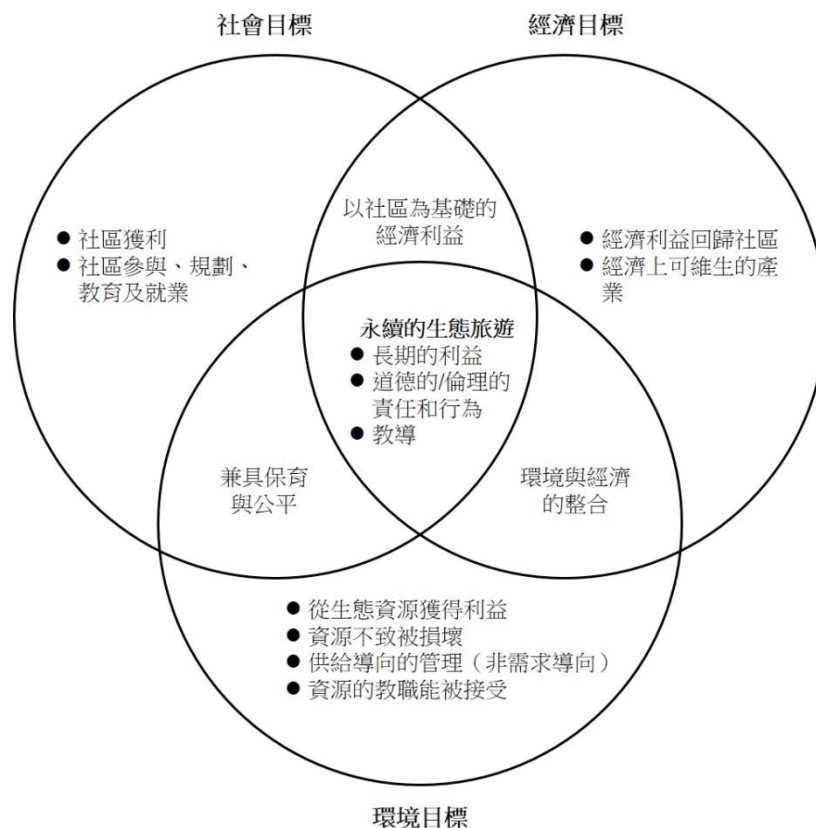 社會目標
經濟目標
以社區為基礎的
經濟利益
● 社區獲利
● 社區參與、規劃、
教育及就業
● 經濟利益回歸社區
● 經濟上可維生的產
業
永續的生態旅遊
● 長期的利益
● 道德的/倫理的
責任和行為
● 教導
兼具保育
與公平
環境與經濟
的整合
● 從生態資源獲得利益
● 資源不致被損壞
● 供給導向的管理（非需求導向）
● 資源的教職能被接受
環境目標